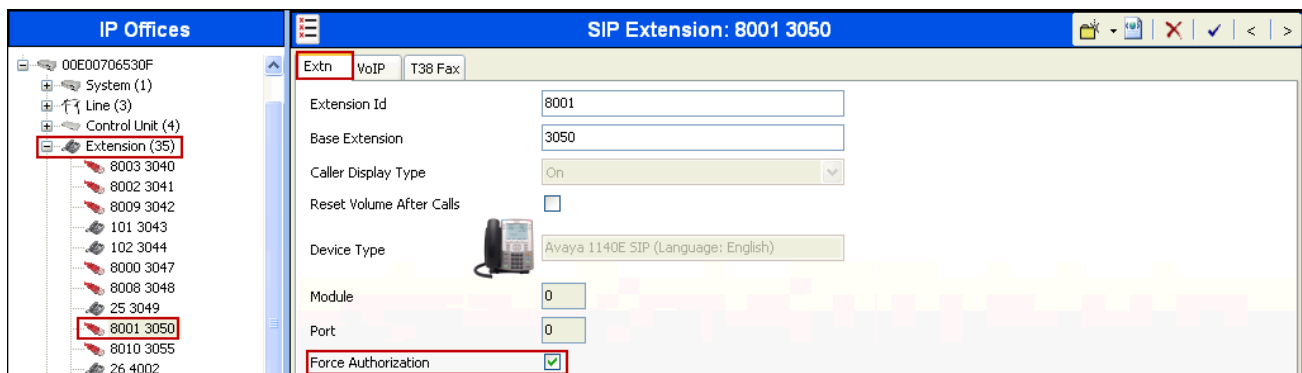 IP Offices
00E00706530F
System (1)
Line (3)
Control Unit (4)
Extension (35)
8003 3040
8002 3041
8009 3042
101 3043
102 3044
8000 3047
8008 3048
25 3049
8001 3050
8010 3055
26 4002
SIP Extension: 8001 3050
Extn VoIP T38 Fax
Extension Id 8001
Base Extension 3050
Caller Display Type On
Reset Volume After Calls
Device Type Avaya 1140E SIP (Language: English)
Module 0
Port 0
Force Authorization